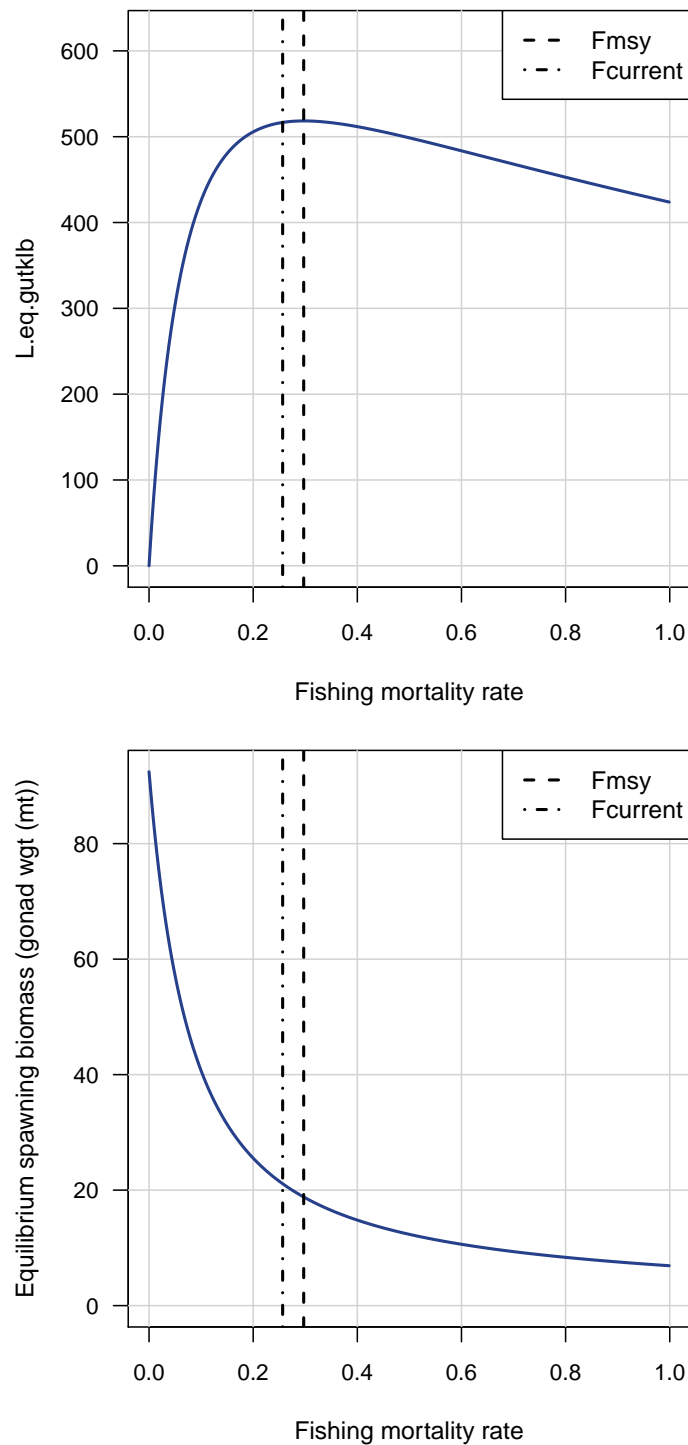 Fmsy
Fcurrent
600
500
400
300
200
100
0
L.eq.gutklb
0.0 0.2 0.4 0.6 0.8 1.0
Fishing mortality rate
Fmsy
Fcurrent
80
60
40
20
0
Equilibrium spawning biomass (gonad wgt (mt))
0.0 0.2 0.4 0.6 0.8 1.0
Fishing mortality rate